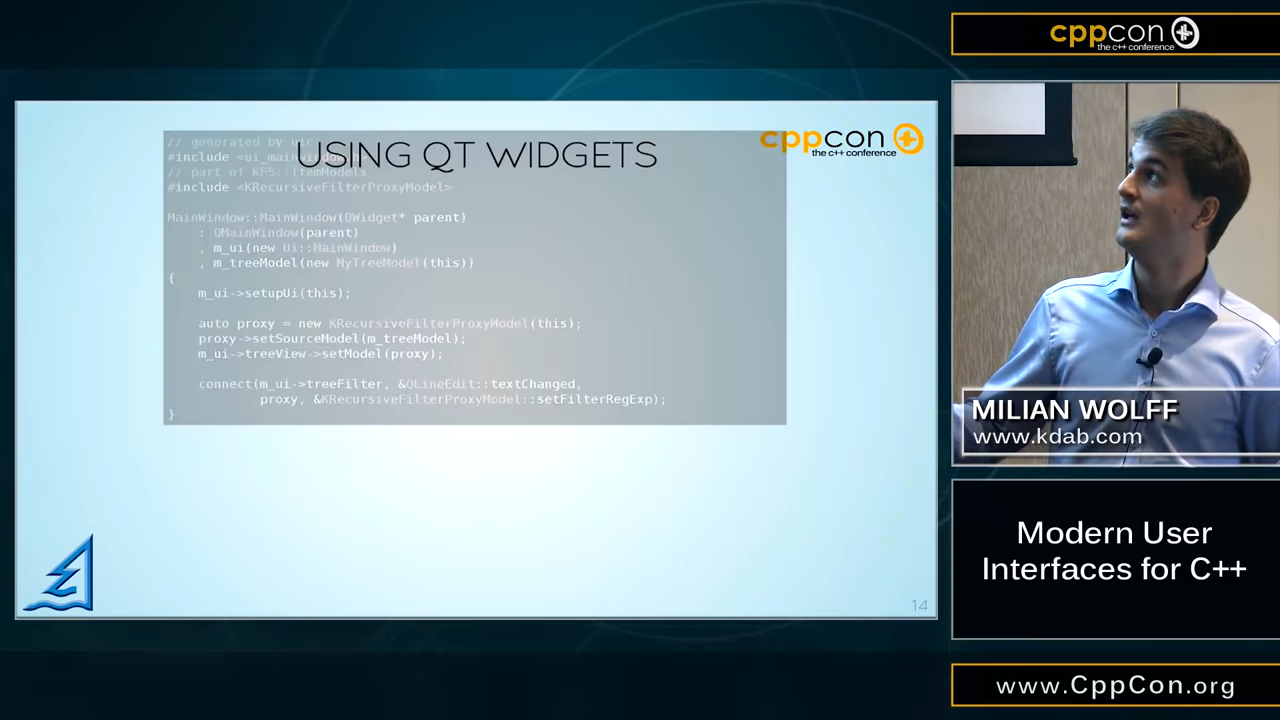 USING QT WIDGETS
cppcon
the c++ conference
// generated by uic
#include <ui_mainwindow.h>
// part of KF5::ItemModels
#include <KRecursiveFilterProxyModel>
MainWindow::MainWindow(QWidget* parent)
    : QMainWindow(parent)
    , m_ui(new Ui::MainWindow)
    , m_treeModel(new MyTreeModel(this))
{
    m_ui->setupUi(this);
    auto proxy = new KRecursiveFilterProxyModel(this);
    proxy->setSourceModel(m_treeModel);
    m_ui->treeView->setModel(proxy);
    connect(m_ui->treeFilter, &QLineEdit::textChanged,
            proxy, &KRecursiveFilterProxyModel::setFilterRegExp);
}
14
cppcon
the c++ conference
MILIAN WOLFF
www.kdab.com
Modern User
Interfaces for C++
www.CppCon.org